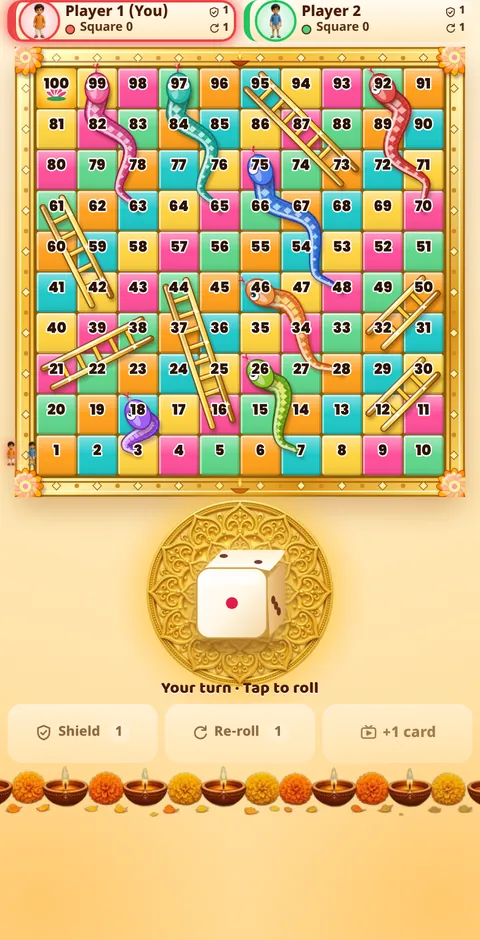 Player 1 (You)
1
Square 0
1
Player 2
1
Square 0
1
100 99 98 97 96 95 94 93 92 91
81 82 83 84 85 86 87 88 89 90
80 79 78 77 76 75 74 73 72 71
61 62 63 64 65 66 67 68 69 70
60 59 58 57 56 55 54 53 52 51
41 42 43 44 45 46 47 48 49 50
40 39 38 37 36 35 34 33 32 31
21 22 23 24 25 26 27 28 29 30
20 19 18 17 16 15 14 13 12 11
1 2 3 4 5 6 7 8 9 10
Your turn · Tap to roll
Shield 1
Re-roll 1
+1 card